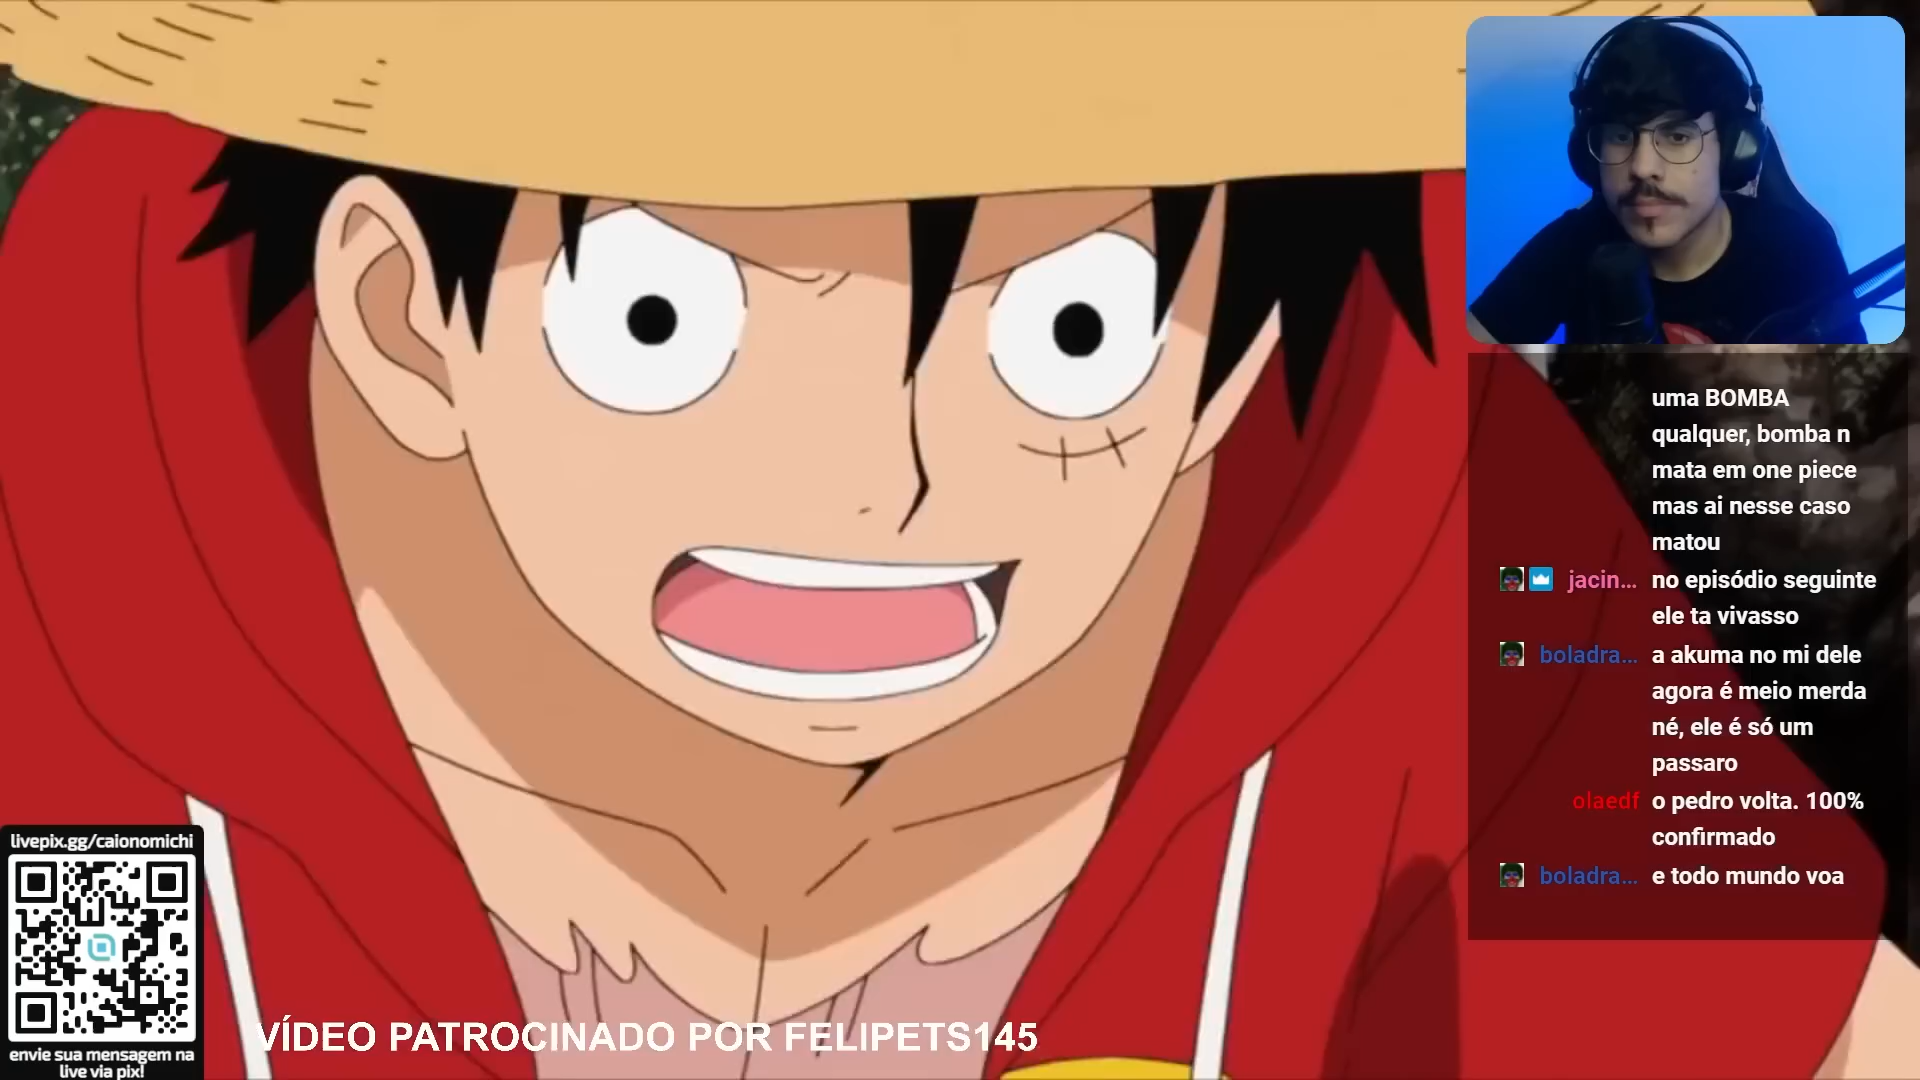 uma BOMBA
qualquer, bomba n
mata em one piece
mas ai nesse caso
matou
jacin... no episódio seguinte
ele ta vivasso
boladra... a akuma no mi dele
agora é meio merda
né, ele é só um
passaro
olaedf o pedro volta. 100%
confirmado
boladra... e todo mundo voa
livepix.gg/caionomichi
envie sua mensagem na
live via pix!
VÍDEO PATROCINADO POR FELIPETS145